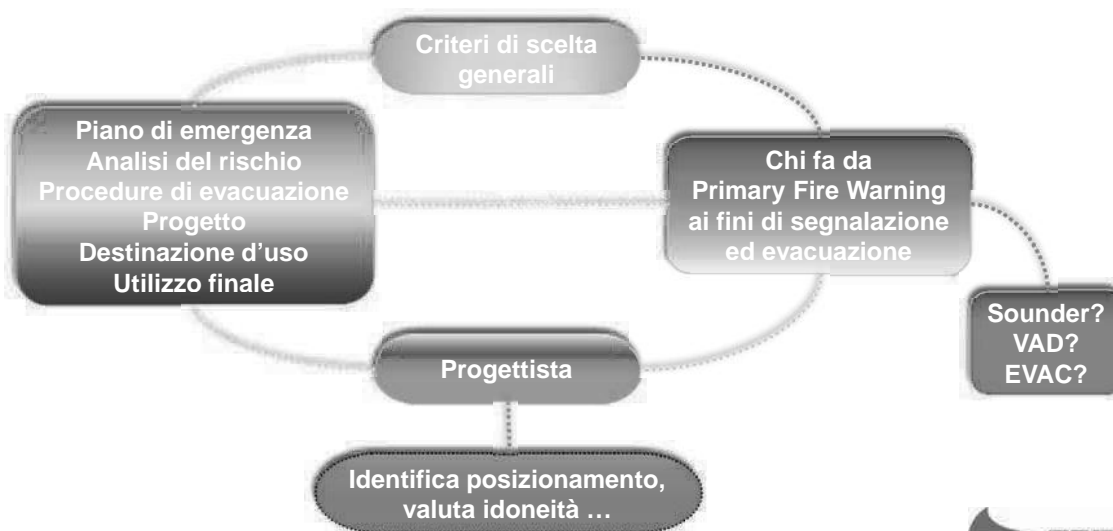 Criteri di scelta
generali
Piano di emergenza
Analisi del rischio
Procedure di evacuazione
Progetto
Destinazione d’uso
Utilizzo finale
Chi fa da
Primary Fire Warning
ai fini di segnalazione
ed evacuazione
Sounder?
VAD?
EVAC?
Progettista
Identifica posizionamento,
valuta idoneità …